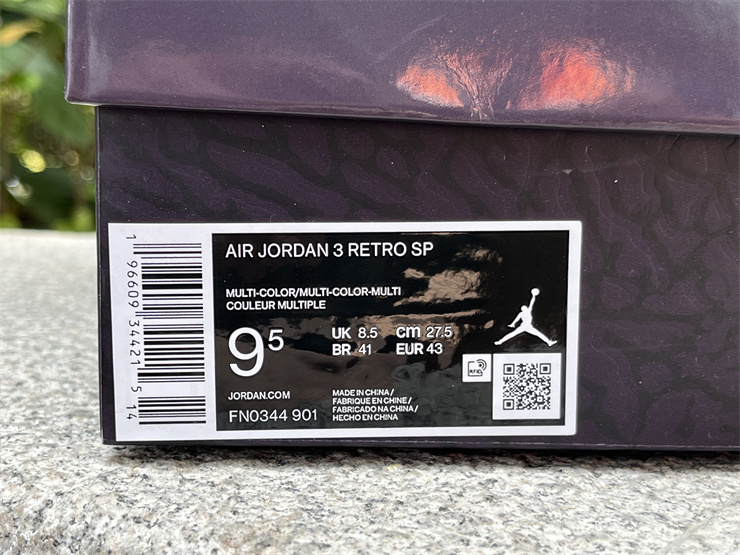 AIR JORDAN 3 RETRO SP
MULTI-COLOR/MULTI-COLOR-MULTI
COULEUR MULTIPLE
9⁵
UK 8.5 cm 27.5
BR 41 EUR 43
RFID
JORDAN.COM
FN0344 901
MADE IN CHINA /
FABRIQUE EN CHINE /
FABRICADO NA CHINA /
HECHO EN CHINA
1 96609 34421 5 14